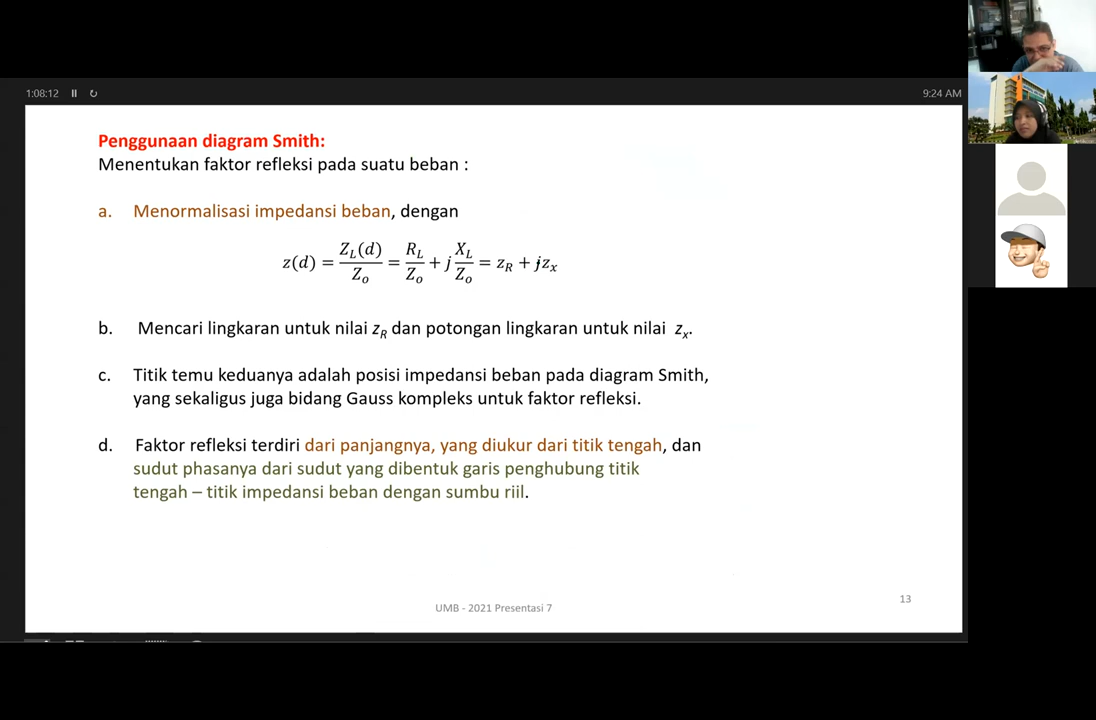 1:08:12
9:24 AM
Penggunaan diagram Smith:
Menentukan faktor refleksi pada suatu beban :
a. Menormalisasi impedansi beban, dengan
z(d) = Z_L(d)/Z_o = R_L/Z_o + j X_L/Z_o = z_R + jz_x
b. Mencari lingkaran untuk nilai z_R dan potongan lingkaran untuk nilai z_x.
c. Titik temu keduanya adalah posisi impedansi beban pada diagram Smith,
yang sekaligus juga bidang Gauss kompleks untuk faktor refleksi.
d. Faktor refleksi terdiri dari panjangnya, yang diukur dari titik tengah, dan
sudut phasanya dari sudut yang dibentuk garis penghubung titik
tengah – titik impedansi beban dengan sumbu riil.
UMB - 2021 Presentasi 7
13